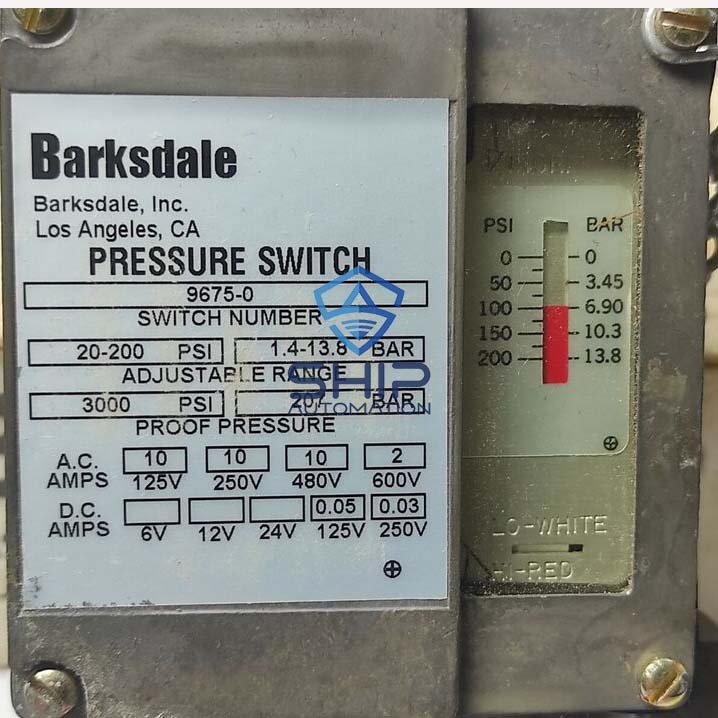 Barksdale
Barksdale, Inc.
Los Angeles, CA
PRESSURE SWITCH
9675-0
SWITCH NUMBER
20-200 PSI 1.4-13.8 BAR
ADJUSTABLE RANGE
3000 PSI 207 BAR
PROOF PRESSURE
A.C. AMPS 10 10 10 2
125V 250V 480V 600V
D.C. AMPS 0.05 0.03
6V 12V 24V 125V 250V
SHIP
AUTOMATION
PSI BAR
0 0
50 3.45
100 6.90
150 10.3
200 13.8
LO-WHITE
HI-RED